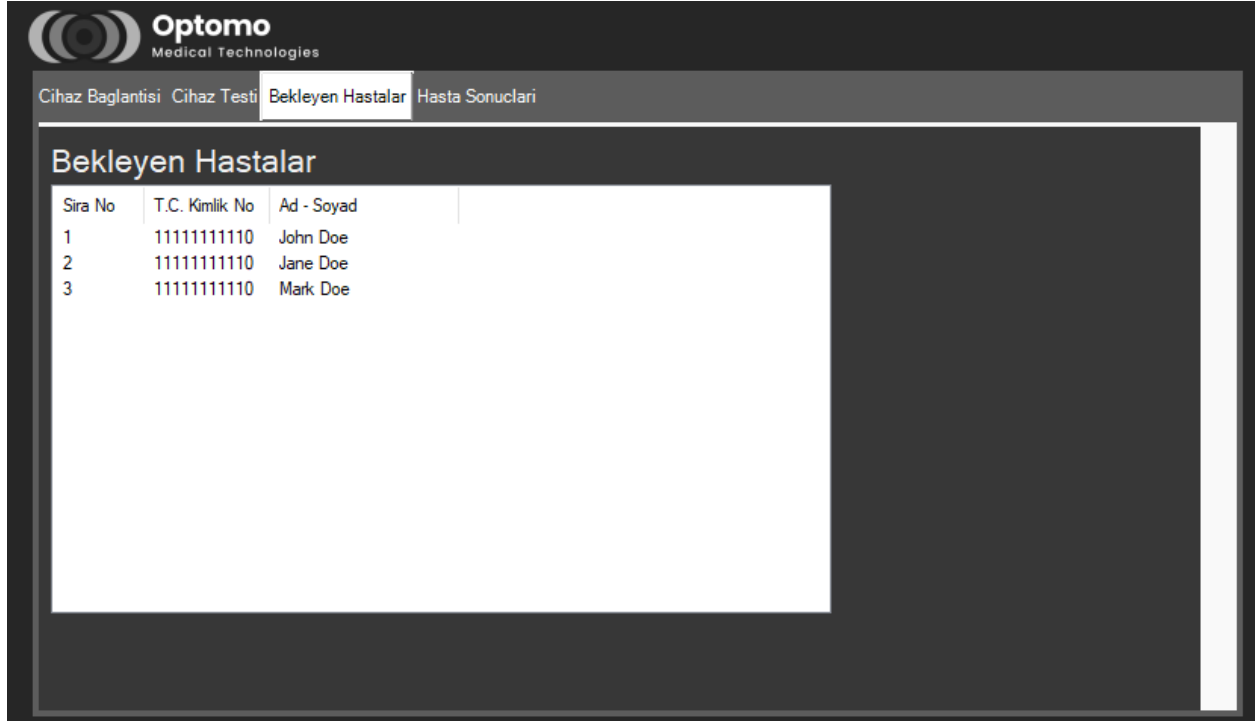 Optomo
Medical Technologies
Cihaz Baglantisi Cihaz Testi Bekleyen Hastalar Hasta Sonuclari
Bekleyen Hastalar
Sira No T.C. Kimlik No Ad - Soyad
1 11111111110 John Doe
2 11111111110 Jane Doe
3 11111111110 Mark Doe